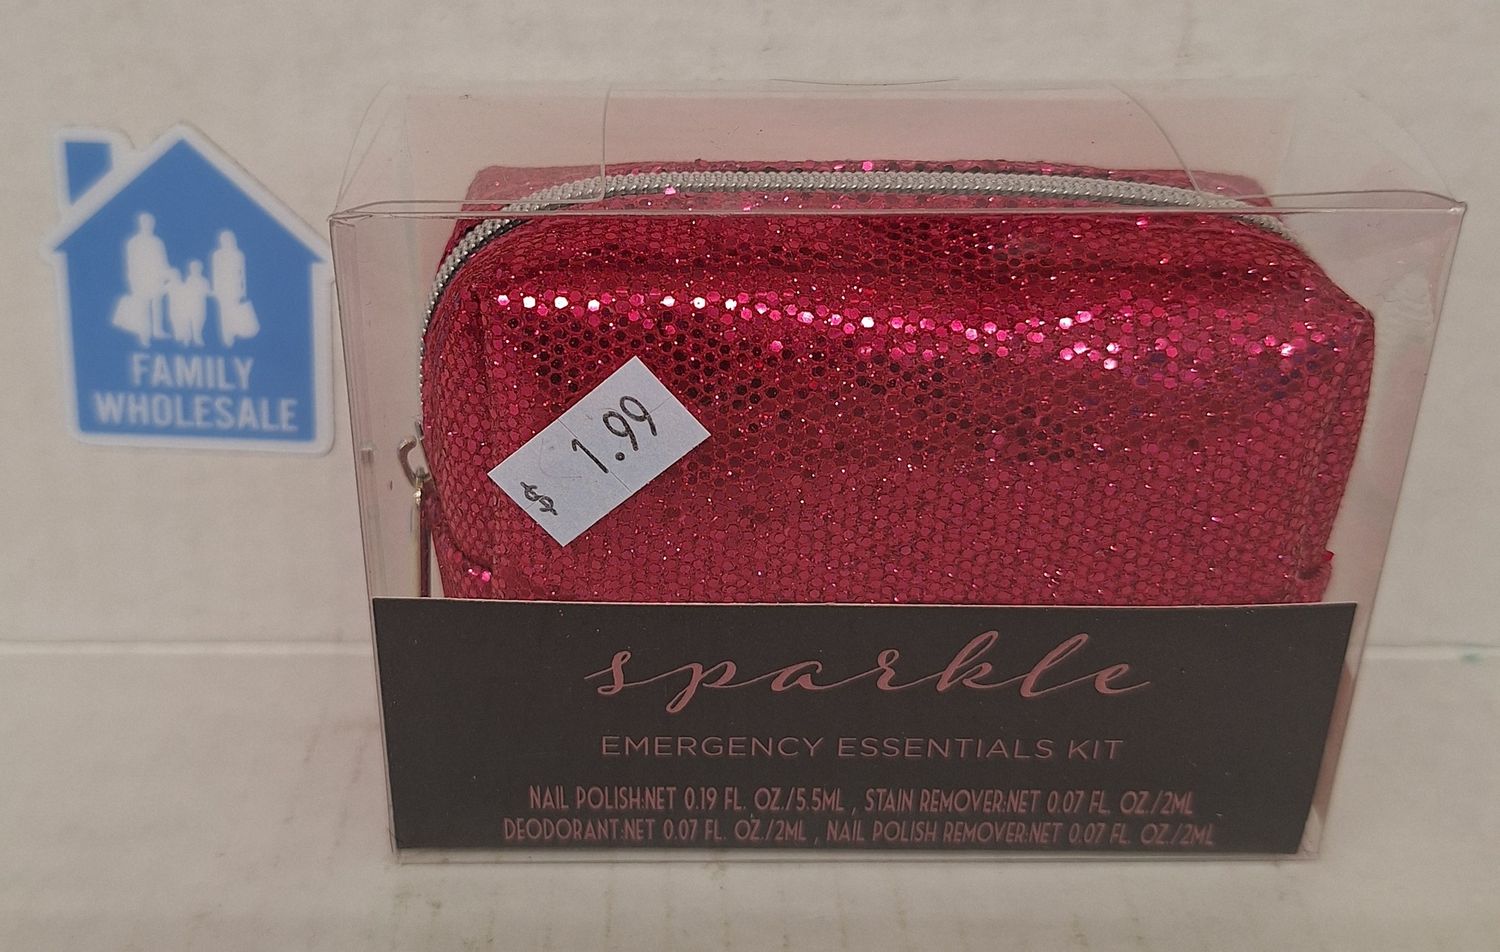 FAMILY
WHOLESALE
$ 1.99
sparkle
EMERGENCY ESSENTIALS KIT
NAIL POLISH:NET 0.19 FL. OZ./5.5ML , STAIN REMOVER:NET 0.07 FL. OZ./2ML
DEODORANT:NET 0.07 FL. OZ./2ML , NAIL POLISH REMOVER:NET 0.07 FL. OZ./2ML